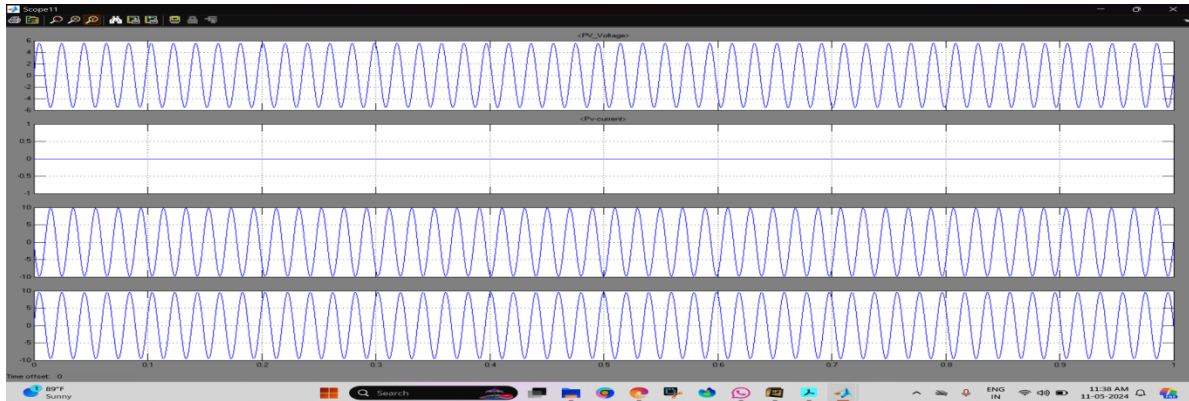 Scope11
<PV_Voltage>
6
4
2
0
-2
-4
-6
<Pv-current>
1
0.5
0
-0.5
-1
10
5
0
-5
-10
10
5
0
-5
-10
0 0.1 0.2 0.3 0.4 0.5 0.6 0.7 0.8 0.9 1
Time offset: 0
89°F
Sunny
Search
ENG
IN
11:38 AM
11-05-2024